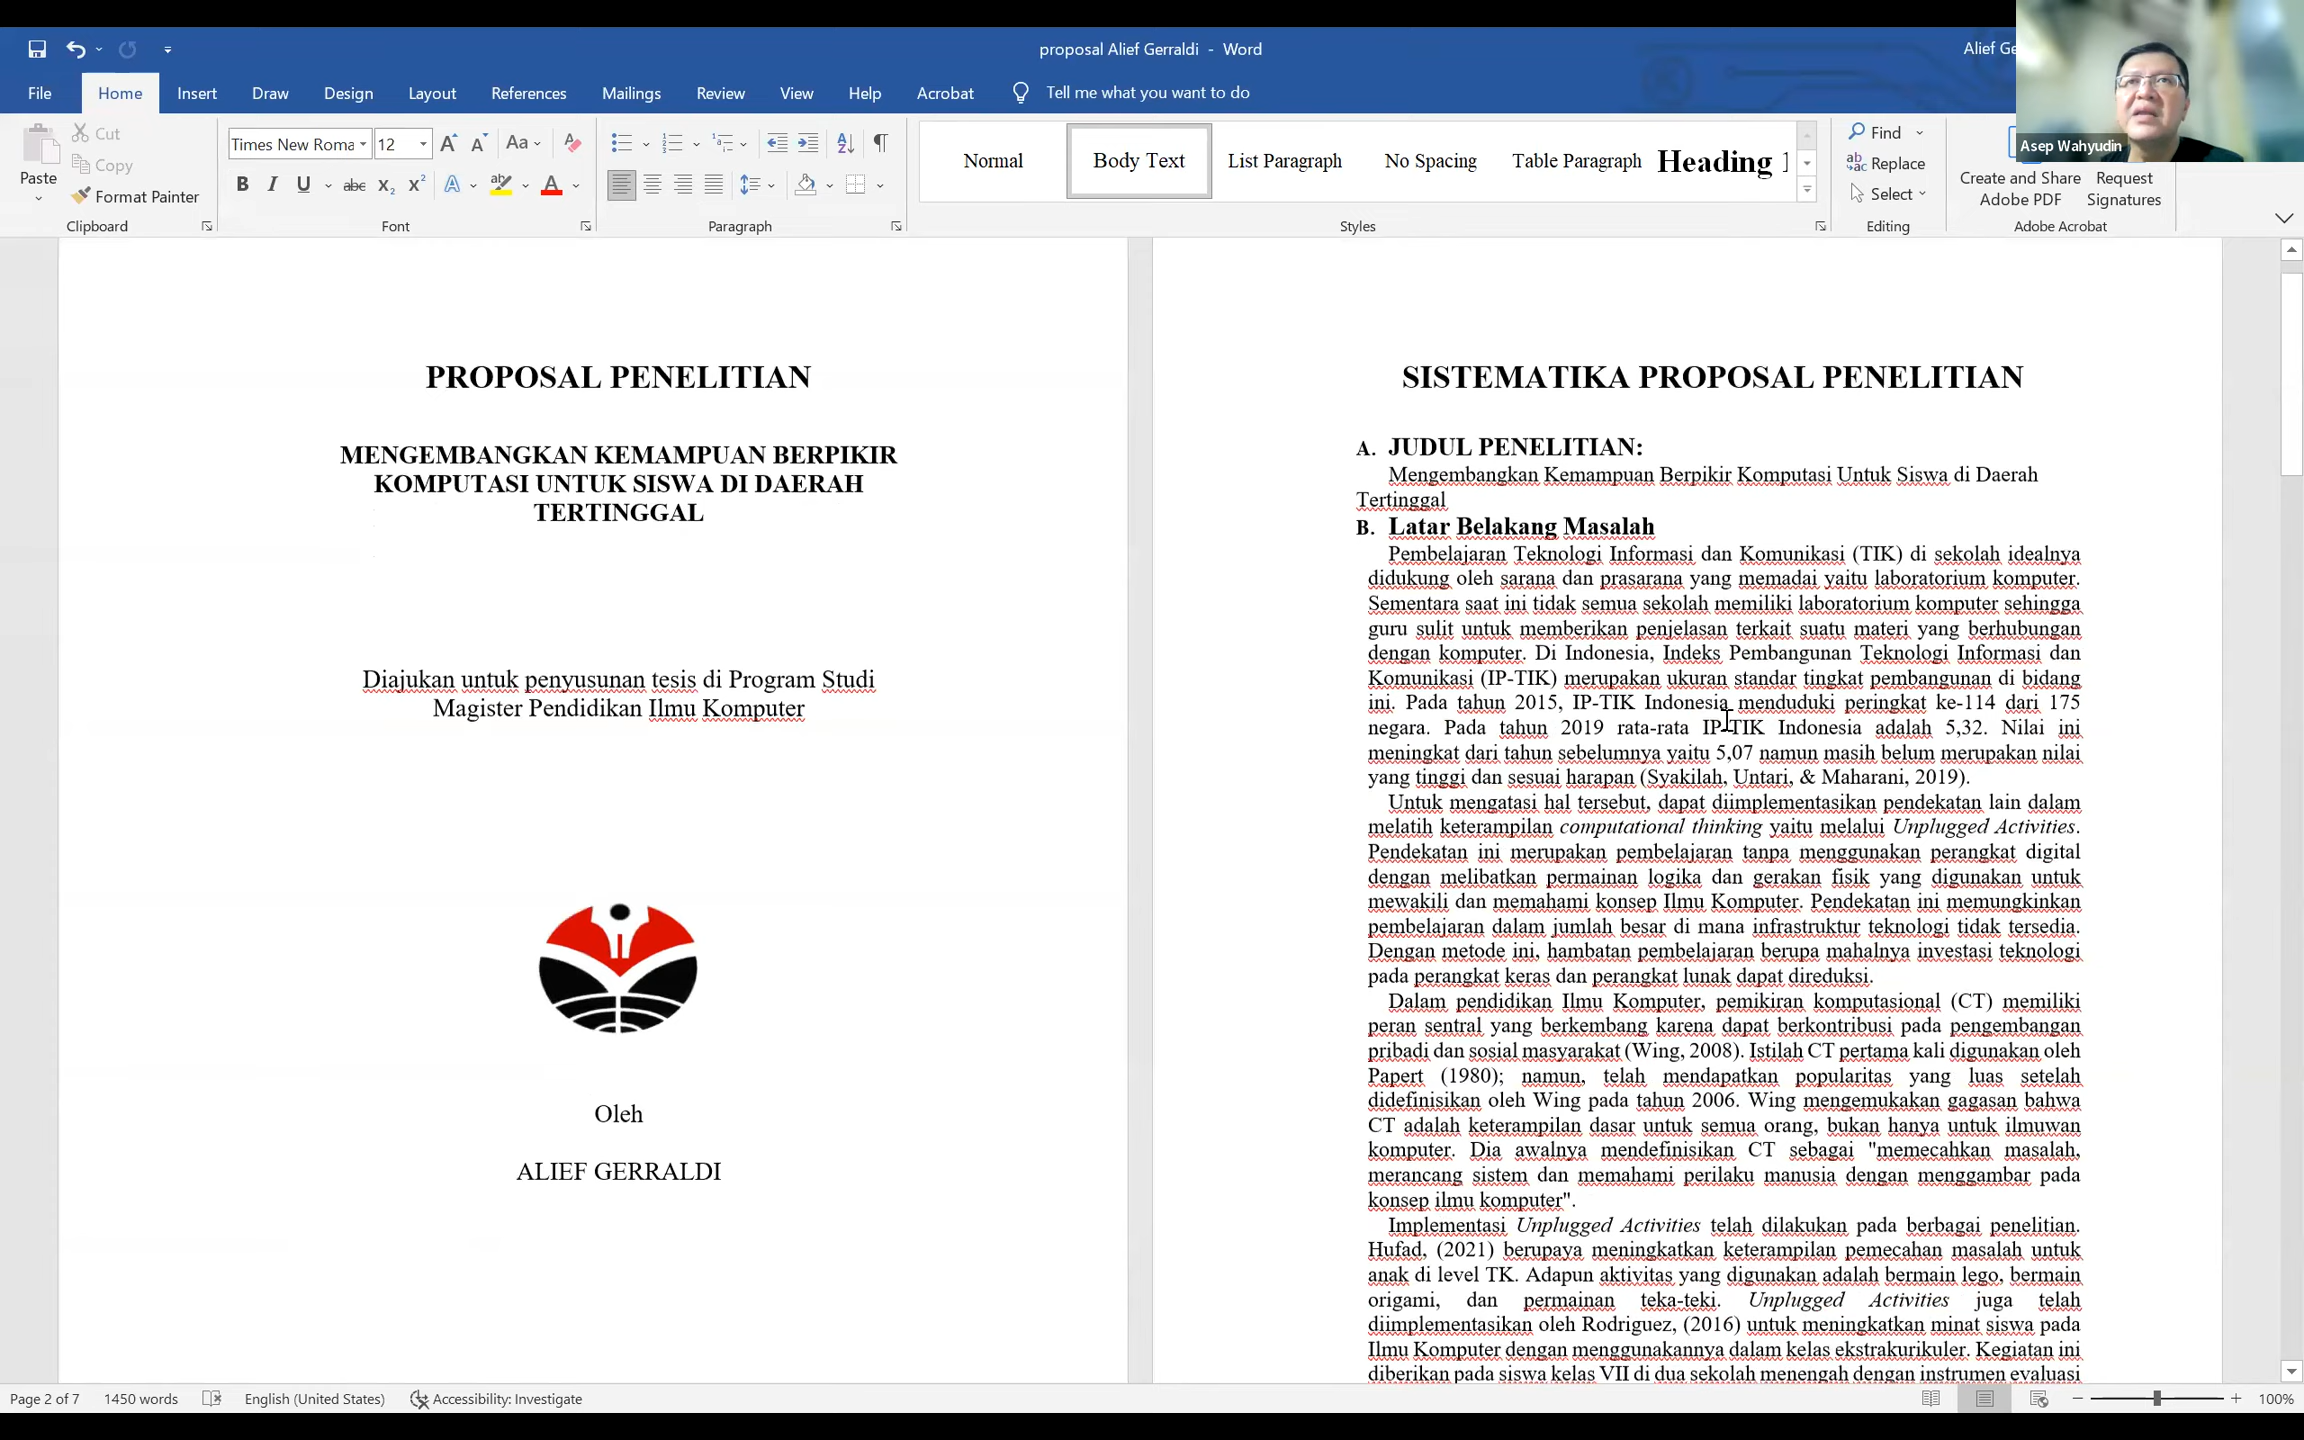 proposal Alief Gerraldi - Word
Alief Ge
Asep Wahyudin
File Home Insert Draw Design Layout References Mailings Review View Help Acrobat Tell me what you want to do
Paste
Cut
Copy
Format Painter
Clipboard
Times New Roma 12
Font
Paragraph
Normal
Body Text
List Paragraph
No Spacing
Table Paragraph
Heading 1
Styles
Find
Replace
Select
Editing
Create and Share
Adobe PDF
Request
Signatures
Adobe Acrobat
PROPOSAL PENELITIAN
MENGEMBANGKAN KEMAMPUAN BERPIKIR
KOMPUTASI UNTUK SISWA DI DAERAH
TERTINGGAL
Diajukan untuk penyusunan tesis di Program Studi
Magister Pendidikan Ilmu Komputer
Oleh
ALIEF GERRALDI
SISTEMATIKA PROPOSAL PENELITIAN
A. JUDUL PENELITIAN:
Mengembangkan Kemampuan Berpikir Komputasi Untuk Siswa di Daerah
Tertinggal
B. Latar Belakang Masalah
Pembelajaran Teknologi Informasi dan Komunikasi (TIK) di sekolah idealnya
didukung oleh sarana dan prasarana yang memadai yaitu laboratorium komputer.
Sementara saat ini tidak semua sekolah memiliki laboratorium komputer sehingga
guru sulit untuk memberikan penjelasan terkait suatu materi yang berhubungan
dengan komputer. Di Indonesia, Indeks Pembangunan Teknologi Informasi dan
Komunikasi (IP-TIK) merupakan ukuran standar tingkat pembangunan di bidang
ini. Pada tahun 2015, IP-TIK Indonesia menduduki peringkat ke-114 dari 175
negara. Pada tahun 2019 rata-rata IP-TIK Indonesia adalah 5,32. Nilai ini
meningkat dari tahun sebelumnya yaitu 5,07 namun masih belum merupakan nilai
yang tinggi dan sesuai harapan (Syakilah, Untari, & Maharani, 2019).
Untuk mengatasi hal tersebut, dapat diimplementasikan pendekatan lain dalam
melatih keterampilan computational thinking yaitu melalui Unplugged Activities.
Pendekatan ini merupakan pembelajaran tanpa menggunakan perangkat digital
dengan melibatkan permainan logika dan gerakan fisik yang digunakan untuk
mewakili dan memahami konsep Ilmu Komputer. Pendekatan ini memungkinkan
pembelajaran dalam jumlah besar di mana infrastruktur teknologi tidak tersedia.
Dengan metode ini, hambatan pembelajaran berupa mahalnya investasi teknologi
pada perangkat keras dan perangkat lunak dapat direduksi.
Dalam pendidikan Ilmu Komputer, pemikiran komputasional (CT) memiliki
peran sentral yang berkembang karena dapat berkontribusi pada pengembangan
pribadi dan sosial masyarakat (Wing, 2008). Istilah CT pertama kali digunakan oleh
Papert (1980); namun, telah mendapatkan popularitas yang luas setelah
didefinisikan oleh Wing pada tahun 2006. Wing mengemukakan gagasan bahwa
CT adalah keterampilan dasar untuk semua orang, bukan hanya untuk ilmuwan
komputer. Dia awalnya mendefinisikan CT sebagai "memecahkan masalah,
merancang sistem dan memahami perilaku manusia dengan menggambar pada
konsep ilmu komputer".
Implementasi Unplugged Activities telah dilakukan pada berbagai penelitian.
Hufad, (2021) berupaya meningkatkan keterampilan pemecahan masalah untuk
anak di level TK. Adapun aktivitas yang digunakan adalah bermain lego, bermain
origami, dan permainan teka-teki. Unplugged Activities juga telah
diimplementasikan oleh Rodriguez, (2016) untuk meningkatkan minat siswa pada
Ilmu Komputer dengan menggunakannya dalam kelas ekstrakurikuler. Kegiatan ini
diberikan pada siswa kelas VII di dua sekolah menengah dengan instrumen evaluasi
Page 2 of 7 1450 words English (United States) Accessibility: Investigate 100%